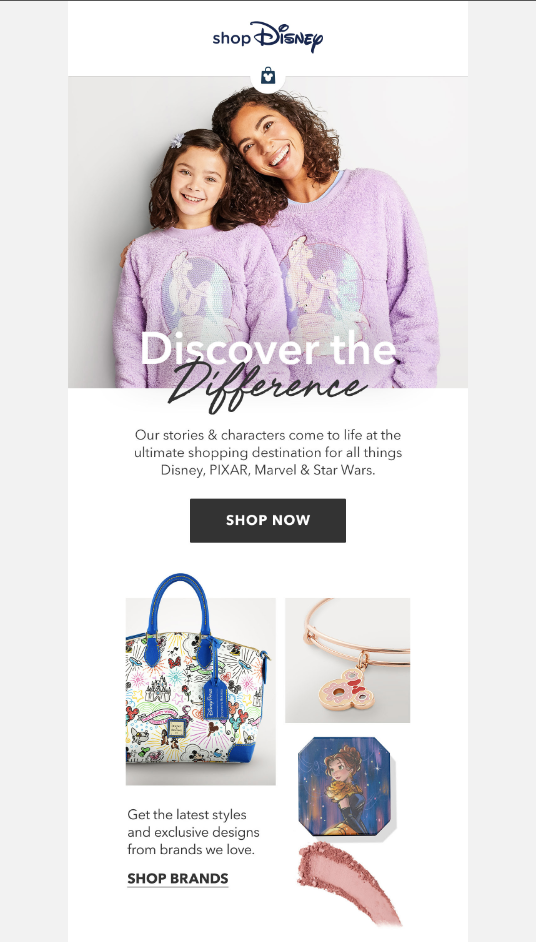 shop Disney
Discover the
Difference
Our stories & characters come to life at the
ultimate shopping destination for all things
Disney, PIXAR, Marvel & Star Wars.
SHOP NOW
Get the latest styles
and exclusive designs
from brands we love.
SHOP BRANDS